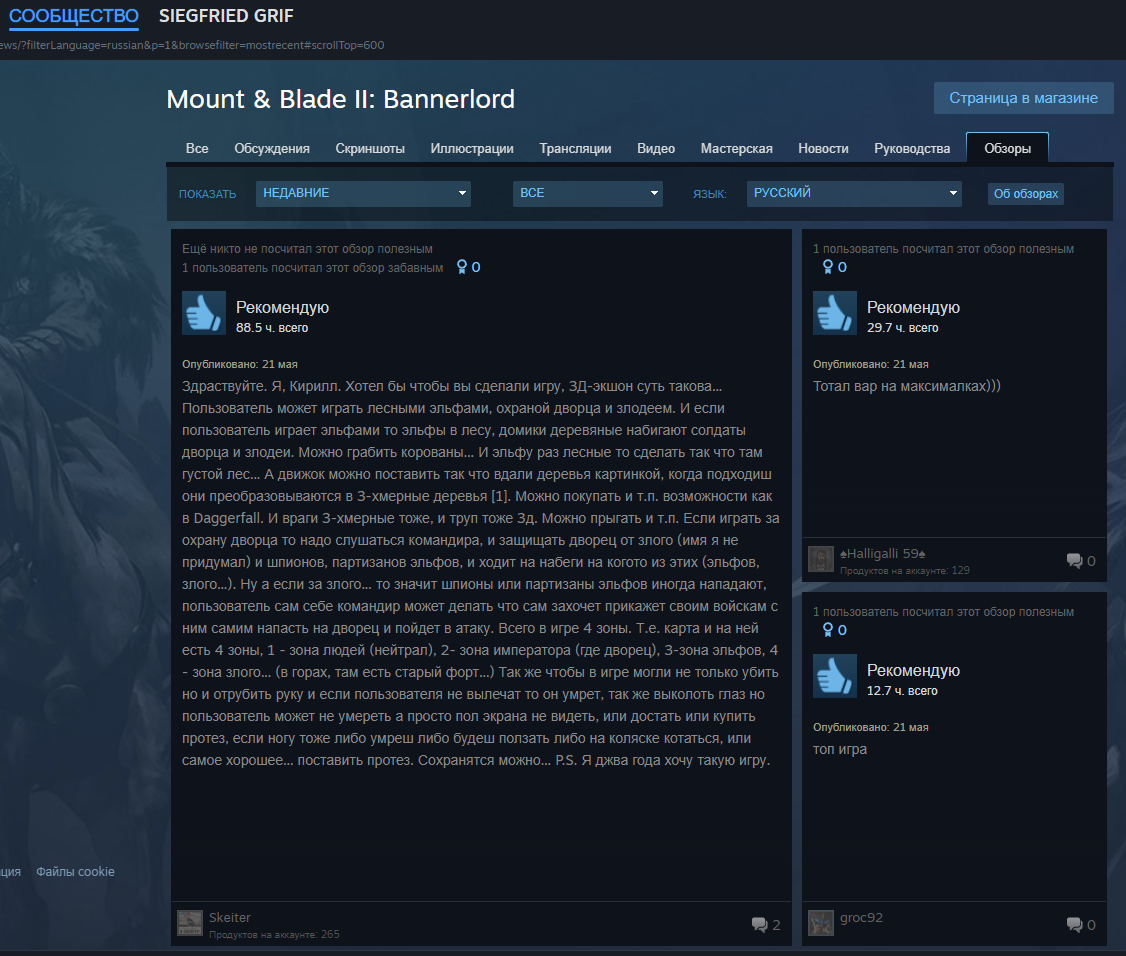 СООБЩЕСТВО SIEGFRIED GRIF
ews/?filterLanguage=russian&p=1&browsefilter=mostrecent#scrollTop=600
Mount & Blade II: Bannerlord
Страница в магазине
Все Обсуждения Скриншоты Иллюстрации Трансляции Видео Мастерская Новости Руководства Обзоры
ПОКАЗАТЬ НЕДАВНИЕ ВСЕ ЯЗЫК: РУССКИЙ Об обзорах
Ещё никто не посчитал этот обзор полезным
1 пользователь посчитал этот обзор забавным 0
Рекомендую
88.5 ч. всего
Опубликовано: 21 мая
Здраствуйте. Я, Кирилл. Хотел бы чтобы вы сделали игру, 3Д-экшон суть такова...
Пользователь может играть лесными эльфами, охраной дворца и злодеем. И если
пользователь играет эльфами то эльфы в лесу, домики деревяные набигают солдаты
дворца и злодеи. Можно грабить корованы... И эльфу раз лесные то сделать так что там
густой лес... А движок можно поставить так что вдали деревья картинкой, когда подходиш
они преобразовываются в 3-хмерные деревья [1]. Можно покупать и т.п. возможности как
в Daggerfall. И враги 3-хмерные тоже, и труп тоже 3д. Можно прыгать и т.п. Если играть за
охрану дворца то надо слушаться командира, и защищать дворец от злого (имя я не
придумал) и шпионов, партизанов эльфов, и ходит на набеги на когото из этих (эльфов,
злого...). Ну а если за злого... то значит шпионы или партизаны эльфов иногда нападают,
пользователь сам себе командир может делать что сам захочет прикажет своим войскам с
ним самим напасть на дворец и пойдет в атаку. Всего в игре 4 зоны. Т.е. карта и на ней
есть 4 зоны, 1 - зона людей (нейтрал), 2- зона императора (где дворец), 3-зона эльфов, 4
- зона злого... (в горах, там есть старый форт...) Так же чтобы в игре могли не только убить
но и отрубить руку и если пользователя не вылечат то он умрет, так же выколоть глаз но
пользователь может не умереть а просто пол экрана не видеть, или достать или купить
протез, если ногу тоже либо умреш либо будеш ползать либо на коляске котаться, или
самое хорошее... поставить протез. Сохранятся можно... P.S. Я джва года хочу такую игру.
Skeiter
Продуктов на аккаунте: 265
2
1 пользователь посчитал этот обзор полезным
0
Рекомендую
29.7 ч. всего
Опубликовано: 21 мая
Тотал вар на максималках)))
♠Halligalli 59♠
Продуктов на аккаунте: 129
0
1 пользователь посчитал этот обзор полезным
0
Рекомендую
12.7 ч. всего
Опубликовано: 21 мая
топ игра
groc92
0
ция Файлы cookie